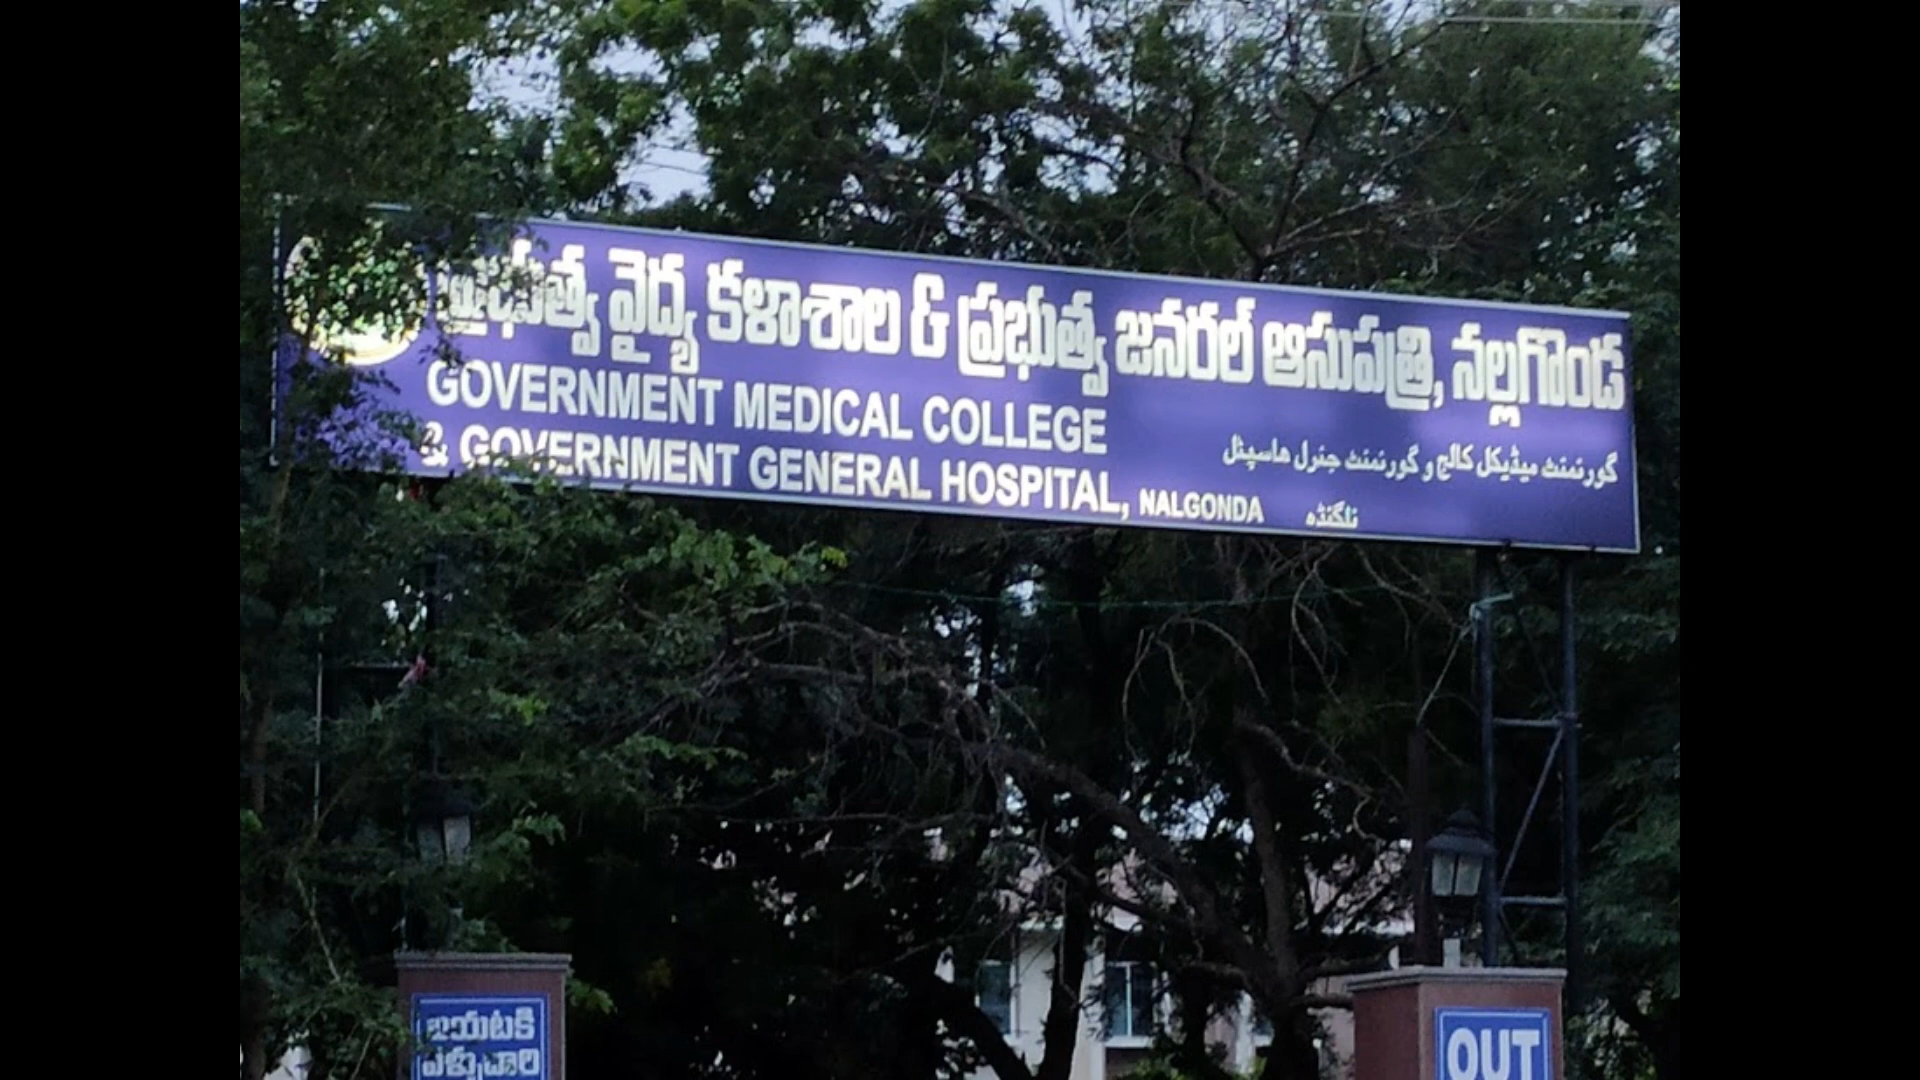 ప్రభుత్వ వైద్య కళాశాల & ప్రభుత్వ జనరల్ ఆసుపత్రి, నల్లగొండ
GOVERNMENT MEDICAL COLLEGE
& GOVERNMENT GENERAL HOSPITAL, NALGONDA
گورنمنٹ میڈیکل کالج و گورنمنٹ جنرل ہاسپٹل
نلگنڈہ
బయటకి
వెళ్ళుదారి
OUT